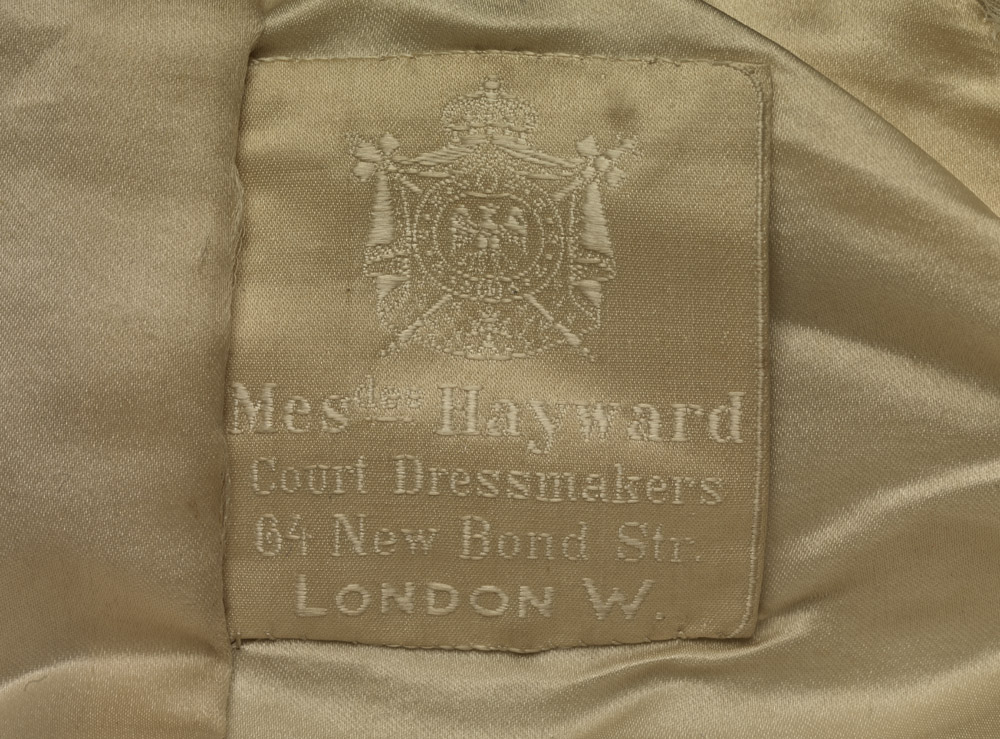 Mesdes Hayward
Court Dressmakers
64 New Bond Str.
LONDON W.